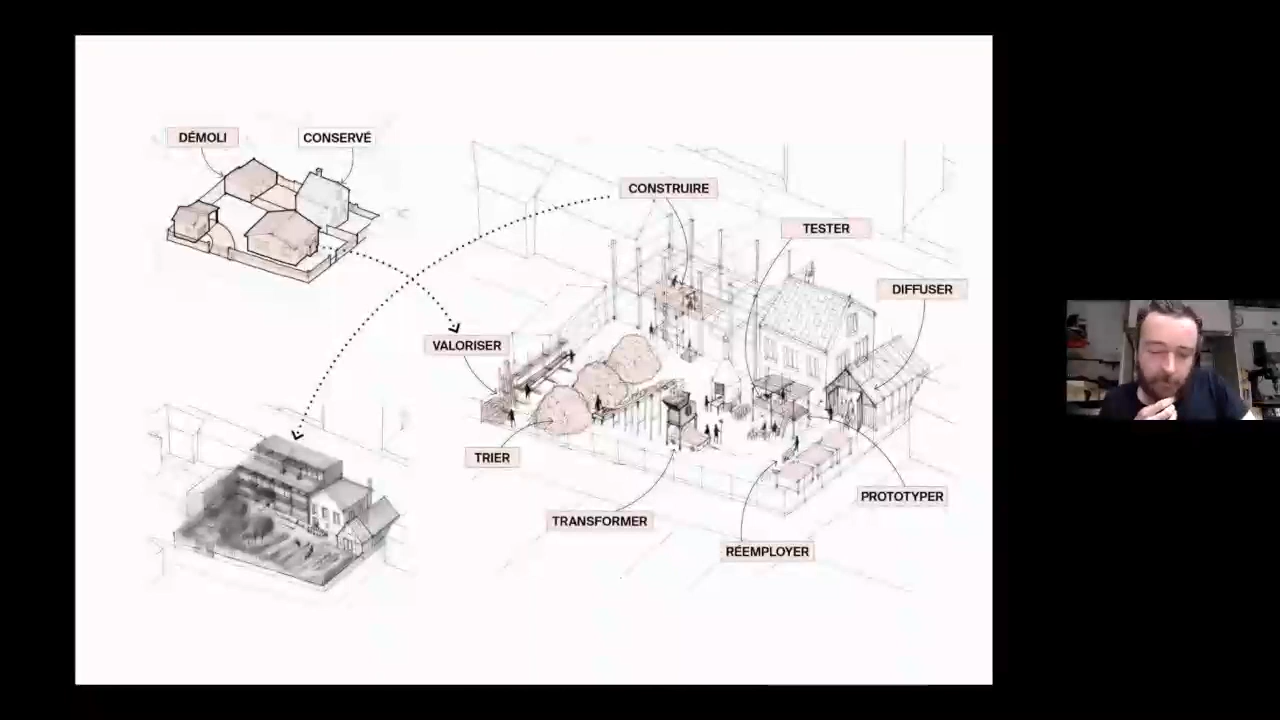 DÉMOLI
CONSERVÉ
CONSTRUIRE
TESTER
DIFFUSER
VALORISER
TRIER
PROTOTYPER
TRANSFORMER
RÉEMPLOYER